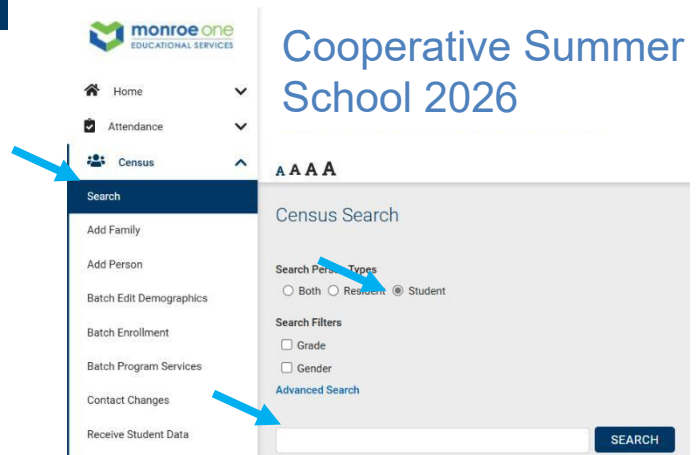 monroe one
EDUCATIONAL SERVICES
Cooperative Summer
School 2026
Home
Attendance
Census
Search
Add Family
Add Person
Batch Edit Demographics
Batch Enrollment
Batch Program Services
Contact Changes
Receive Student Data
A A A A
Census Search
Search Person Types
Both Resident Student
Search Filters
Grade
Gender
Advanced Search
SEARCH